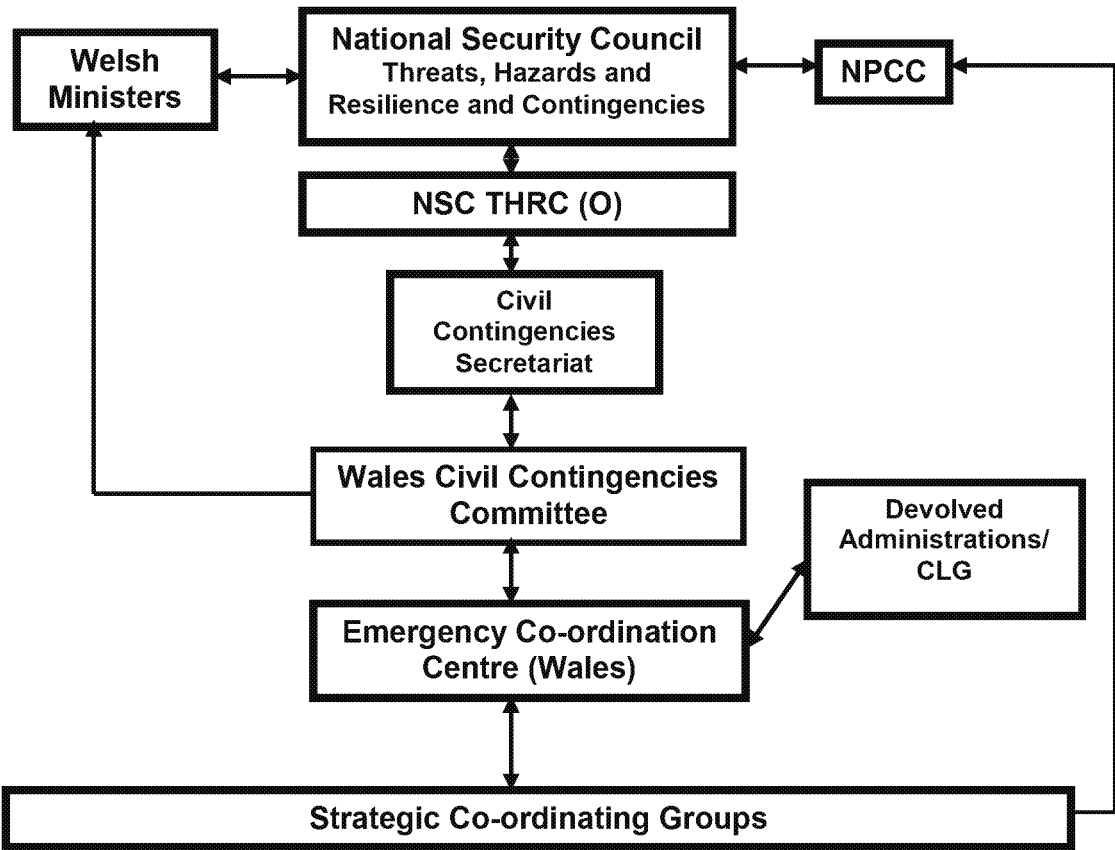 Welsh
Ministers
National Security Council
Threats, Hazards and
Resilience and Contingencies
NPCC
NSC THRC (O)
Civil
Contingencies
Secretariat
Wales Civil Contingencies
Committee
Devolved
Administrations/
CLG
Emergency Co-ordination
Centre (Wales)
Strategic Co-ordinating Groups